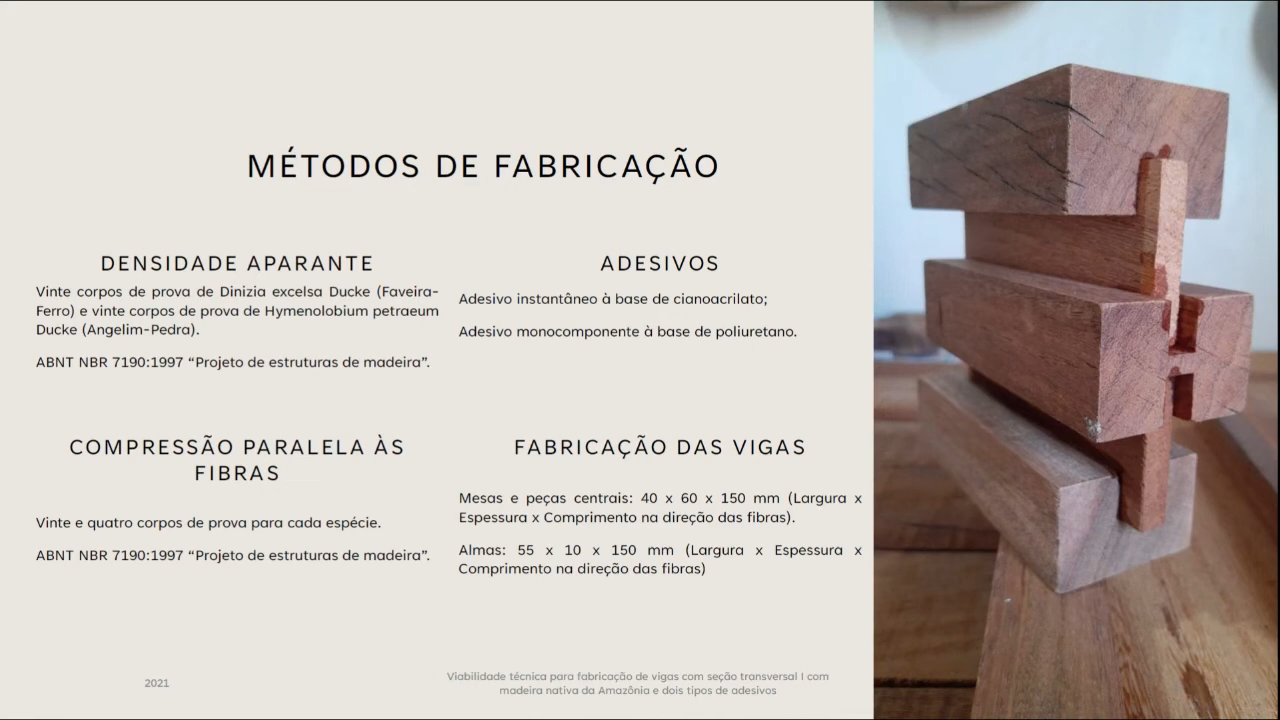 MÉTODOS DE FABRICAÇÃO
DENSIDADE APARANTE
Vinte corpos de prova de Dinizia excelsa Ducke (Faveira-
Ferro) e vinte corpos de prova de Hymenolobium petraeum
Ducke (Angelim-Pedra).
ABNT NBR 7190:1997 “Projeto de estruturas de madeira”.
ADESIVOS
Adesivo instantâneo à base de cianoacrilato;
Adesivo monocomponente à base de poliuretano.
COMPRESSÃO PARALELA ÀS
FIBRAS
Vinte e quatro corpos de prova para cada espécie.
ABNT NBR 7190:1997 “Projeto de estruturas de madeira”.
FABRICAÇÃO DAS VIGAS
Mesas e peças centrais: 40 x 60 x 150 mm (Largura x
Espessura x Comprimento na direção das fibras).
Almas: 55 x 10 x 150 mm (Largura x Espessura x
Comprimento na direção das fibras)
2021
Viabilidade técnica para fabricação de vigas com seção transversal I com
madeira nativa da Amazônia e dois tipos de adesivos